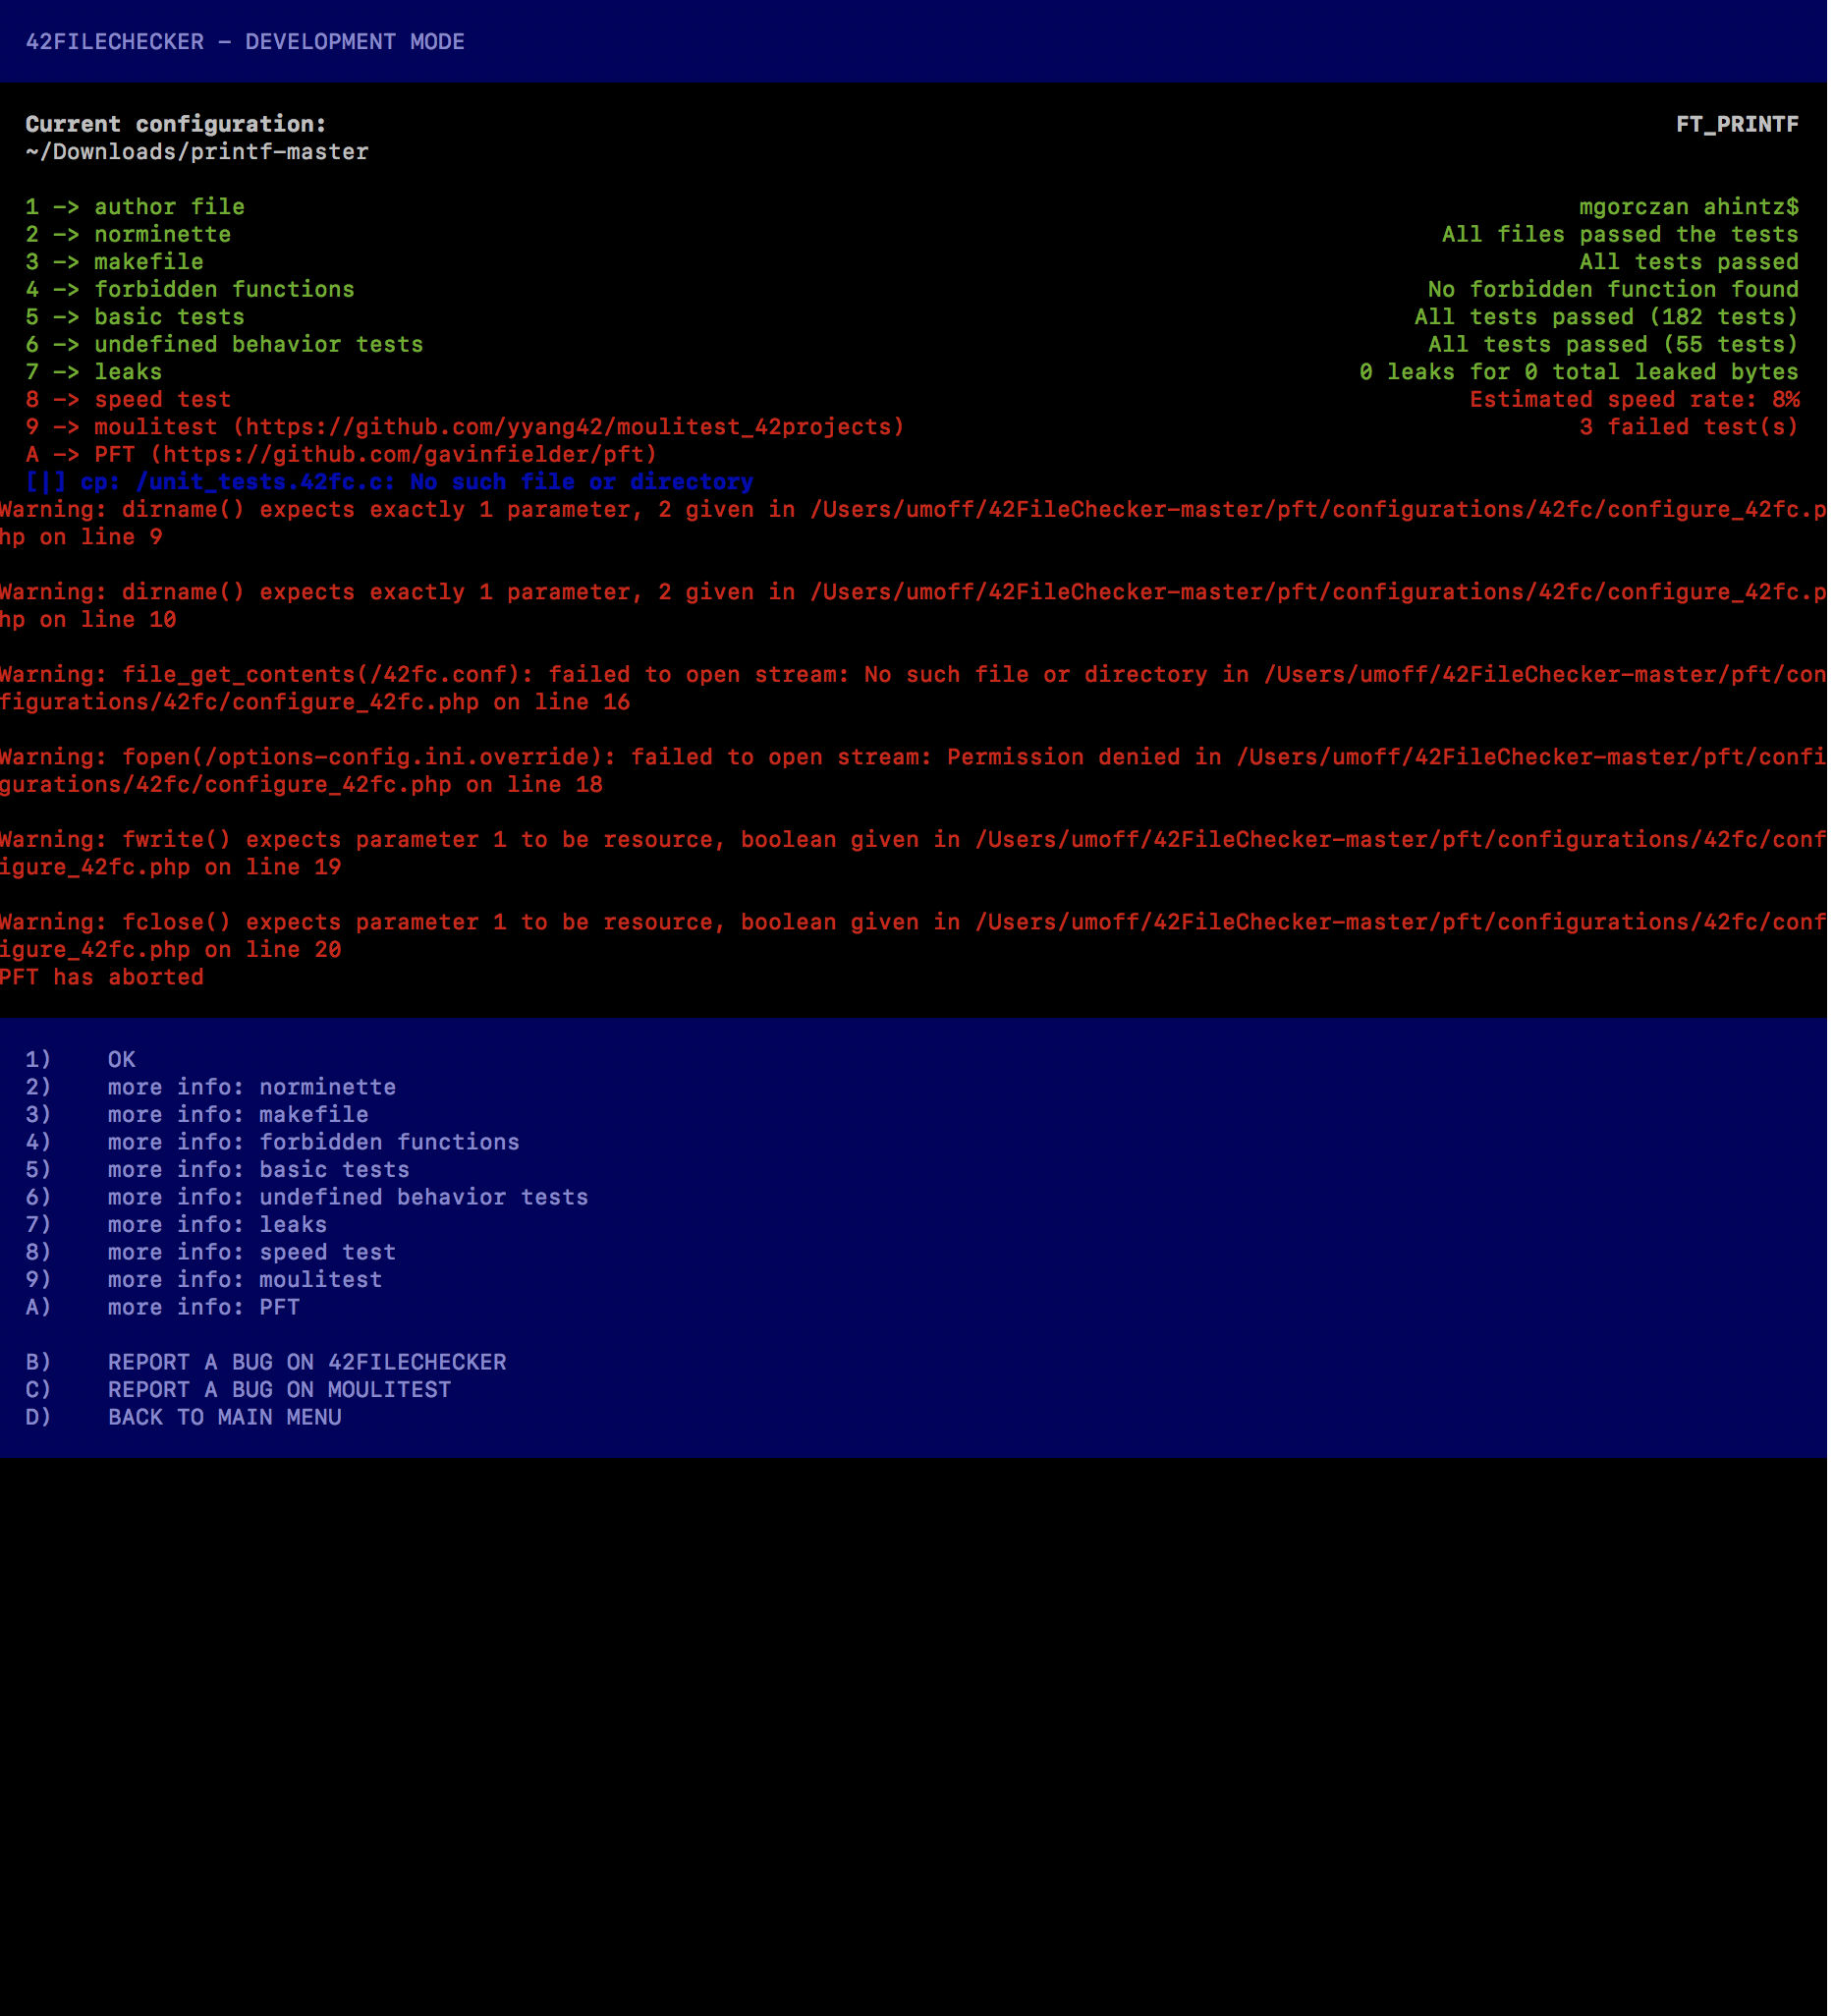 42FILECHECKER – DEVELOPMENT MODE
Current configuration: FT_PRINTF
~/Downloads/printf-master
1 –> author file mgorczan ahintz$
2 –> norminette All files passed the tests
3 –> makefile All tests passed
4 –> forbidden functions No forbidden function found
5 –> basic tests All tests passed (182 tests)
6 –> undefined behavior tests All tests passed (55 tests)
7 –> leaks 0 leaks for 0 total leaked bytes
8 –> speed test Estimated speed rate: 8%
9 –> moulitest (https://github.com/yyang42/moulitest_42projects) 3 failed test(s)
A –> PFT (https://github.com/gavinfielder/pft)
[|] cp: /unit_tests.42fc.c: No such file or directory
Warning: dirname() expects exactly 1 parameter, 2 given in /Users/umoff/42FileChecker-master/pft/configurations/42fc/configure_42fc.p
hp on line 9
Warning: dirname() expects exactly 1 parameter, 2 given in /Users/umoff/42FileChecker-master/pft/configurations/42fc/configure_42fc.p
hp on line 10
Warning: file_get_contents(/42fc.conf): failed to open stream: No such file or directory in /Users/umoff/42FileChecker-master/pft/con
figurations/42fc/configure_42fc.php on line 16
Warning: fopen(/options-config.ini.override): failed to open stream: Permission denied in /Users/umoff/42FileChecker-master/pft/confi
gurations/42fc/configure_42fc.php on line 18
Warning: fwrite() expects parameter 1 to be resource, boolean given in /Users/umoff/42FileChecker-master/pft/configurations/42fc/conf
igure_42fc.php on line 19
Warning: fclose() expects parameter 1 to be resource, boolean given in /Users/umoff/42FileChecker-master/pft/configurations/42fc/conf
igure_42fc.php on line 20
PFT has aborted
1) OK
2) more info: norminette
3) more info: makefile
4) more info: forbidden functions
5) more info: basic tests
6) more info: undefined behavior tests
7) more info: leaks
8) more info: speed test
9) more info: moulitest
A) more info: PFT
B) REPORT A BUG ON 42FILECHECKER
C) REPORT A BUG ON MOULITEST
D) BACK TO MAIN MENU